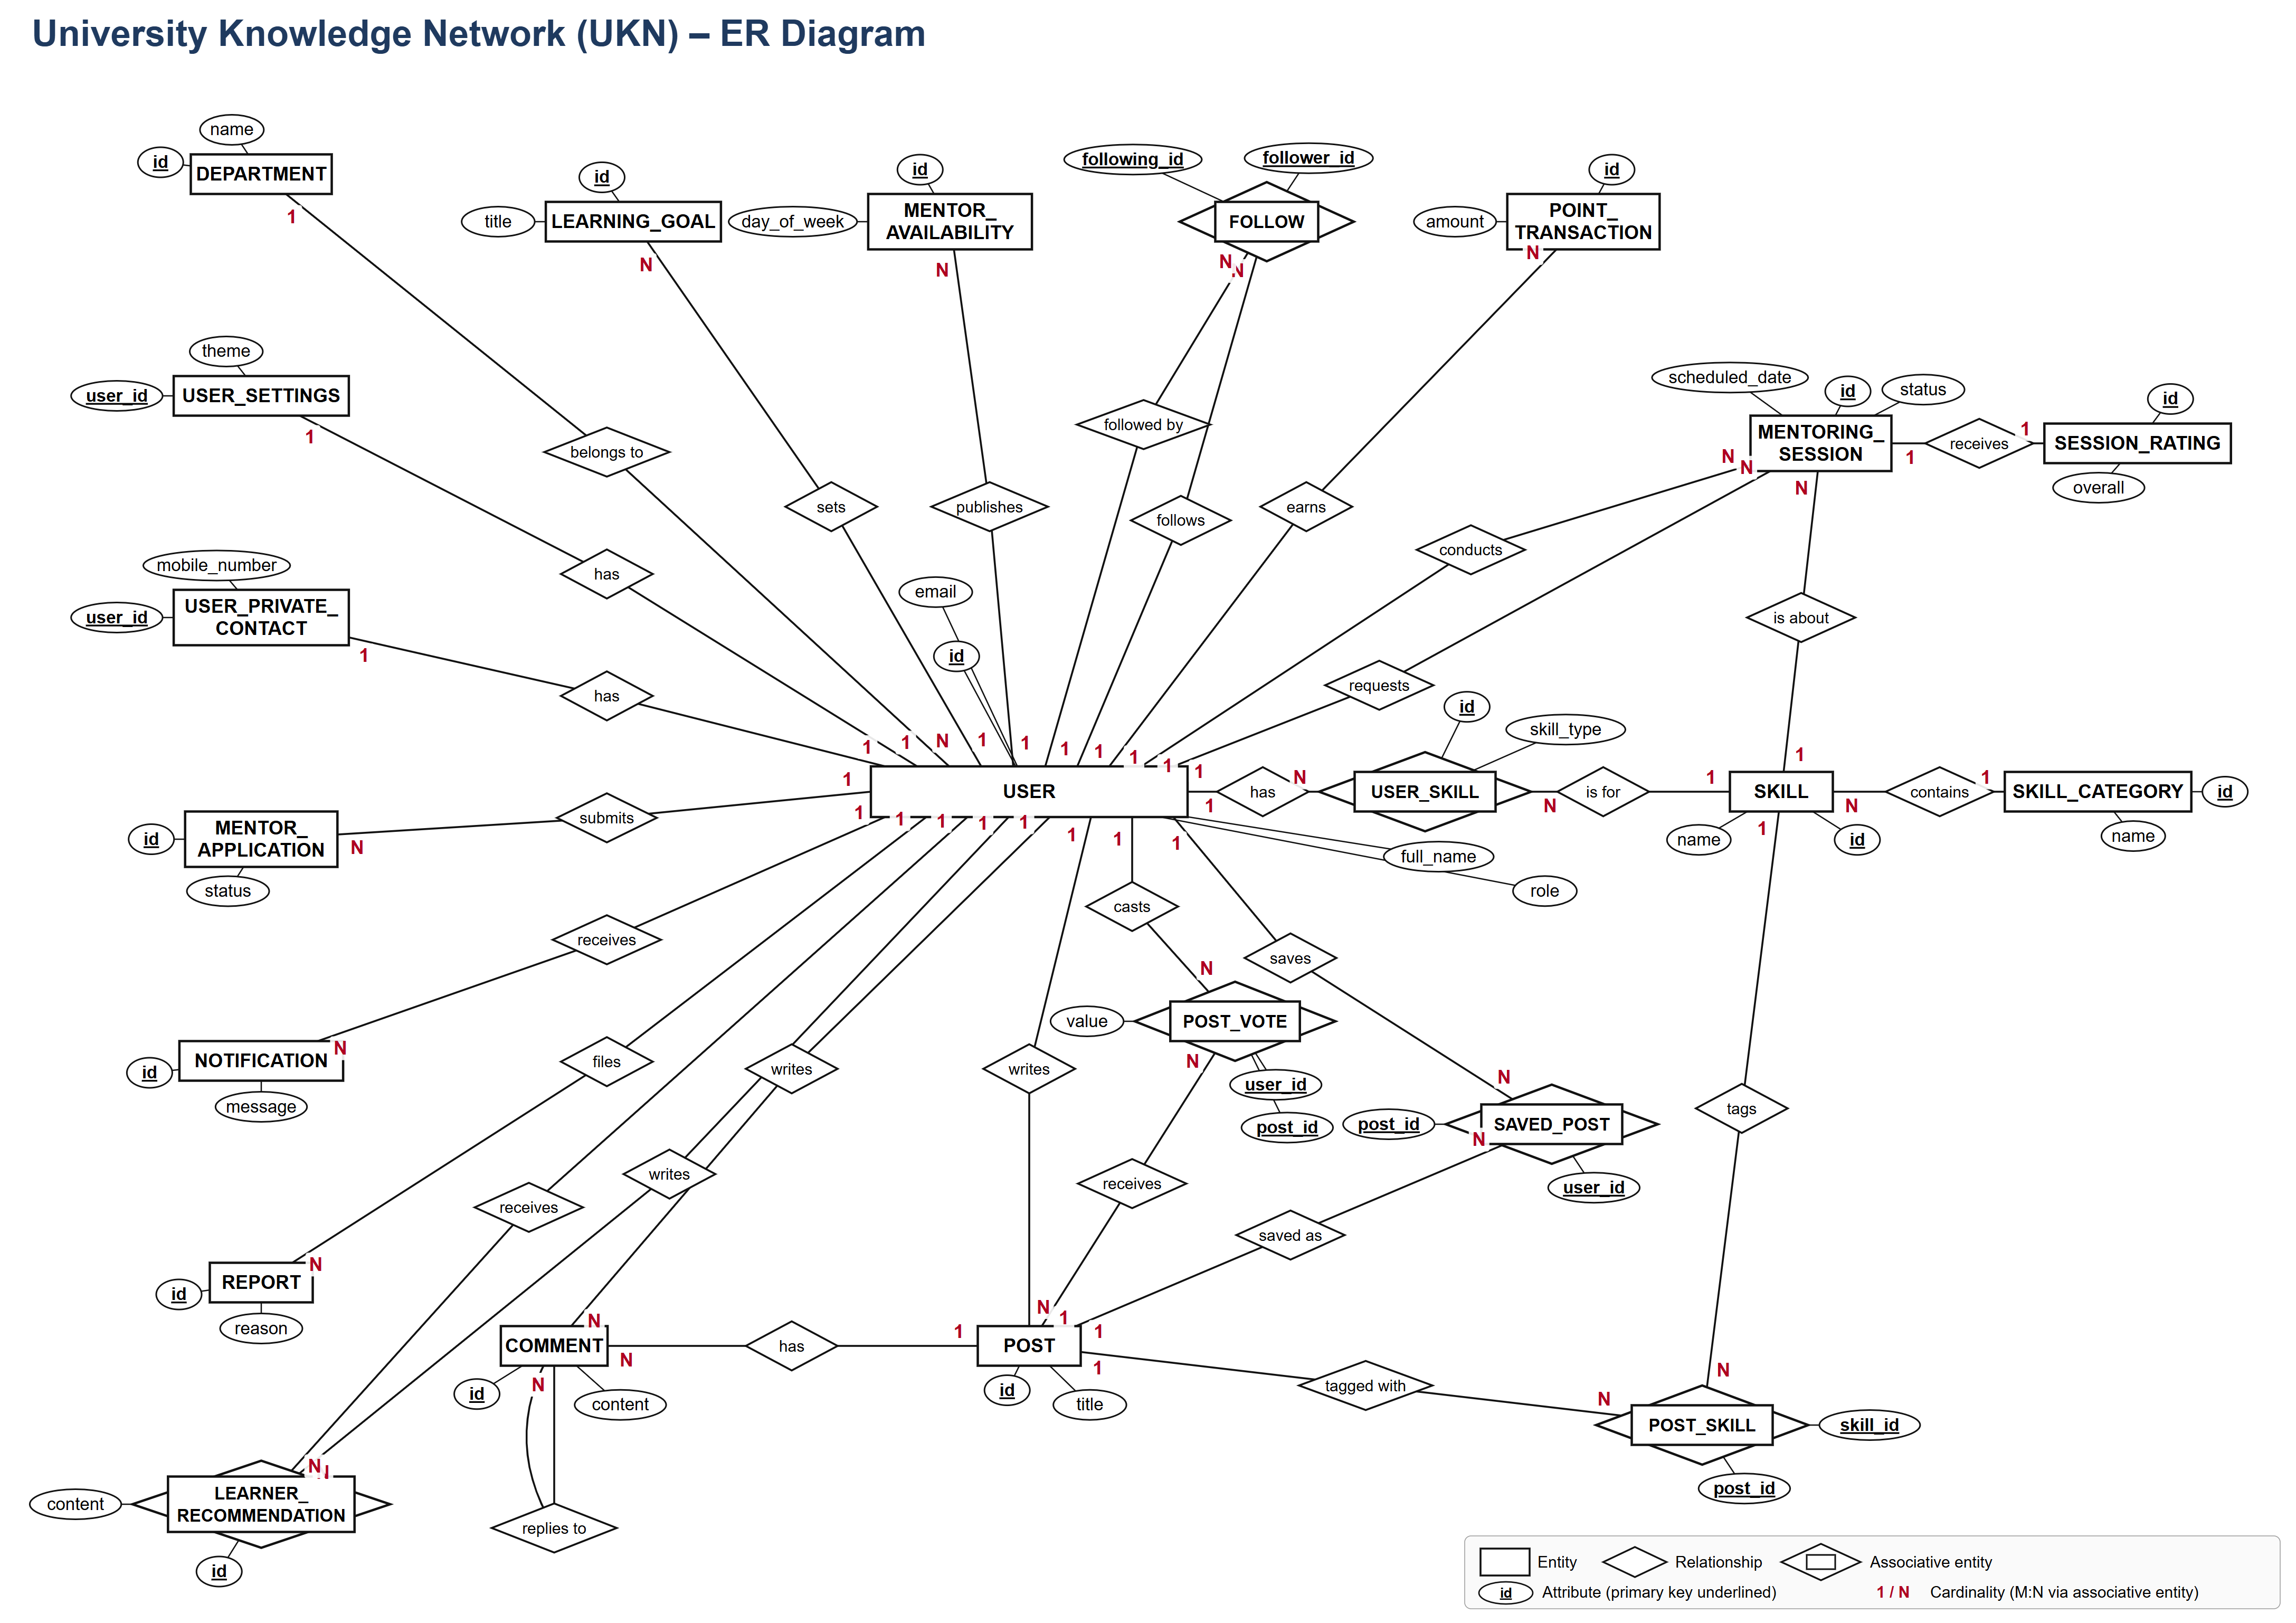 University Knowledge Network (UKN) – ER Diagram
name
id
DEPARTMENT
1
id
title
LEARNING_GOAL
N
id
day_of_week
MENTOR_
AVAILABILITY
N
following_id
follower_id
FOLLOW
N
N
id
amount
POINT_
TRANSACTION
N
theme
user_id
USER_SETTINGS
1
belongs to
sets
publishes
followed by
follows
earns
scheduled_date
id
status
MENTORING_
SESSION
N
N
N
1
receives
1
id
SESSION_RATING
overall
conducts
is about
requests
mobile_number
user_id
USER_PRIVATE_
CONTACT
1
has
has
email
id
1
1
1
N
1
1
1
1
1
1
1
USER
1
has
N
id
skill_type
USER_SKILL
N
is for
1
1
SKILL
name
id
1
N
contains
1
SKILL_CATEGORY
id
name
full_name
role
id
MENTOR_
APPLICATION
N
status
submits
1
1
1
1
1
1
1
1
receives
casts
saves
N
N
id
NOTIFICATION
message
files
writes
writes
value
POST_VOTE
N
user_id
post_id
N
post_id
SAVED_POST
N
user_id
tags
writes
receives
receives
saved as
N
id
REPORT
reason
N
COMMENT
N
N
id
content
has
1
N
1
1
1
POST
id
title
tagged with
N
N
POST_SKILL
skill_id
post_id
N
content
LEARNER_
RECOMMENDATION
id
replies to
Entity
Relationship
Associative entity
id
Attribute (primary key underlined)
1 / N
Cardinality (M:N via associative entity)